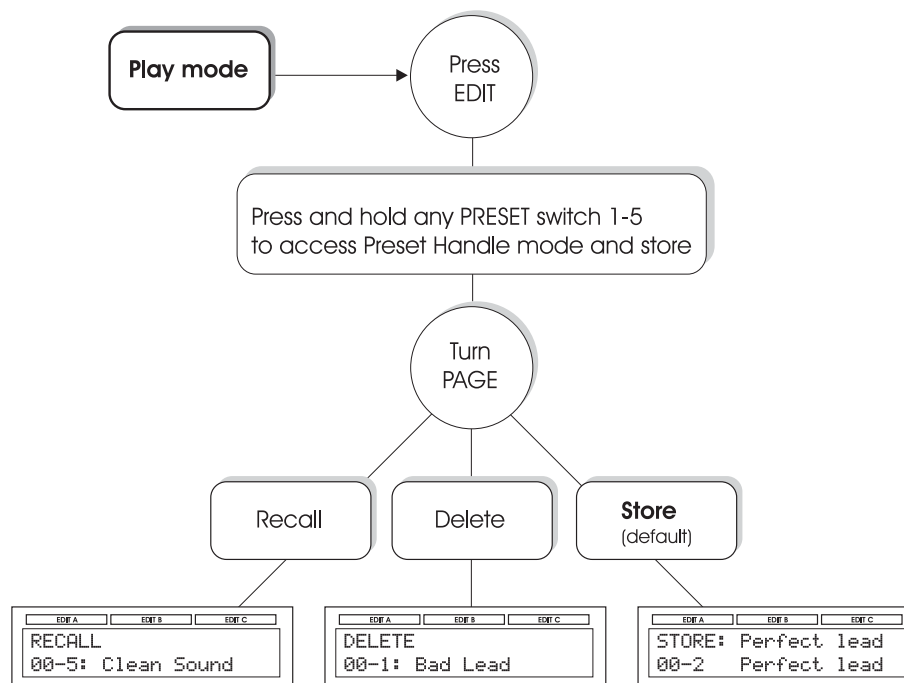 Play mode
Press
EDIT
Press and hold any PRESET switch 1-5
to access Preset Handle mode and store
Turn
PAGE
Recall
Delete
Store
(default)
EDIT A EDIT B EDIT C
RECALL
00-5: Clean Sound
EDIT A EDIT B EDIT C
DELETE
00-1: Bad Lead
EDIT A EDIT B EDIT C
STORE: Perfect lead
00-2 Perfect lead